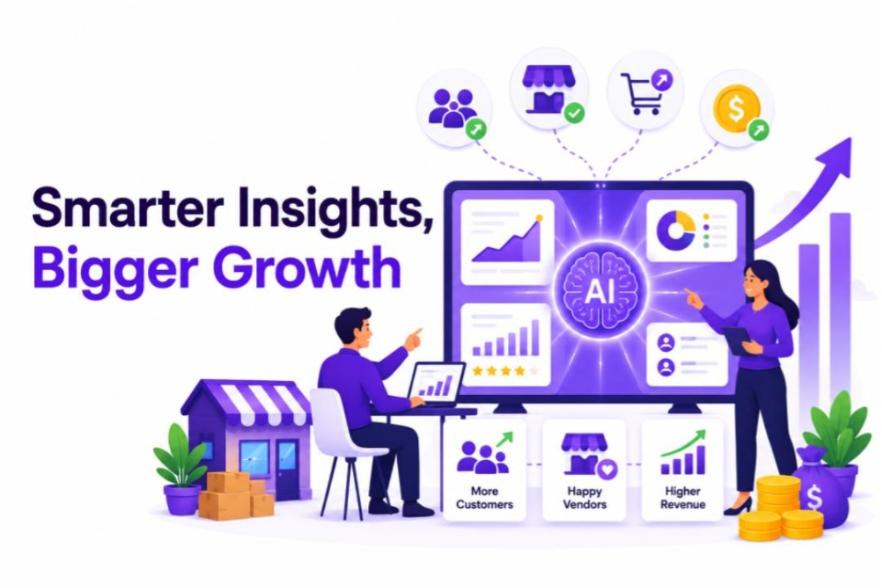 Smarter Insights,
Bigger Growth
$
AI
More
Customers
Happy
Vendors
Higher
Revenue
$